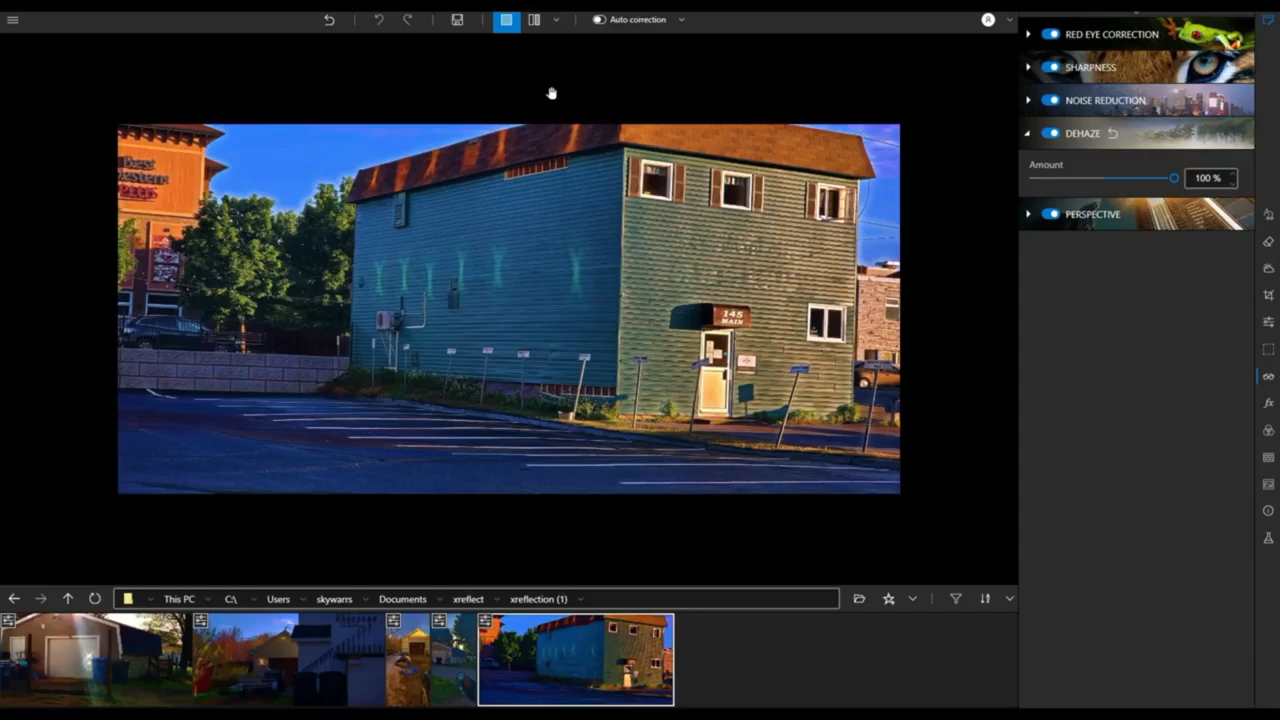 Auto correction
RED EYE CORRECTION
SHARPNESS
NOISE REDUCTION
DEHAZE
Amount
100 %
PERSPECTIVE
Best
Western
PLUS
145
MAIN
This PC
C:\
Users
skywarrs
Documents
xreflect
xreflection (1)